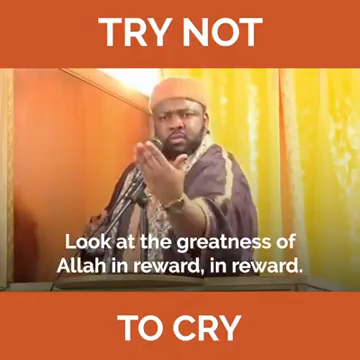 TRY NOT
Look at the greatness of
Allah in reward, in reward.
TO CRY